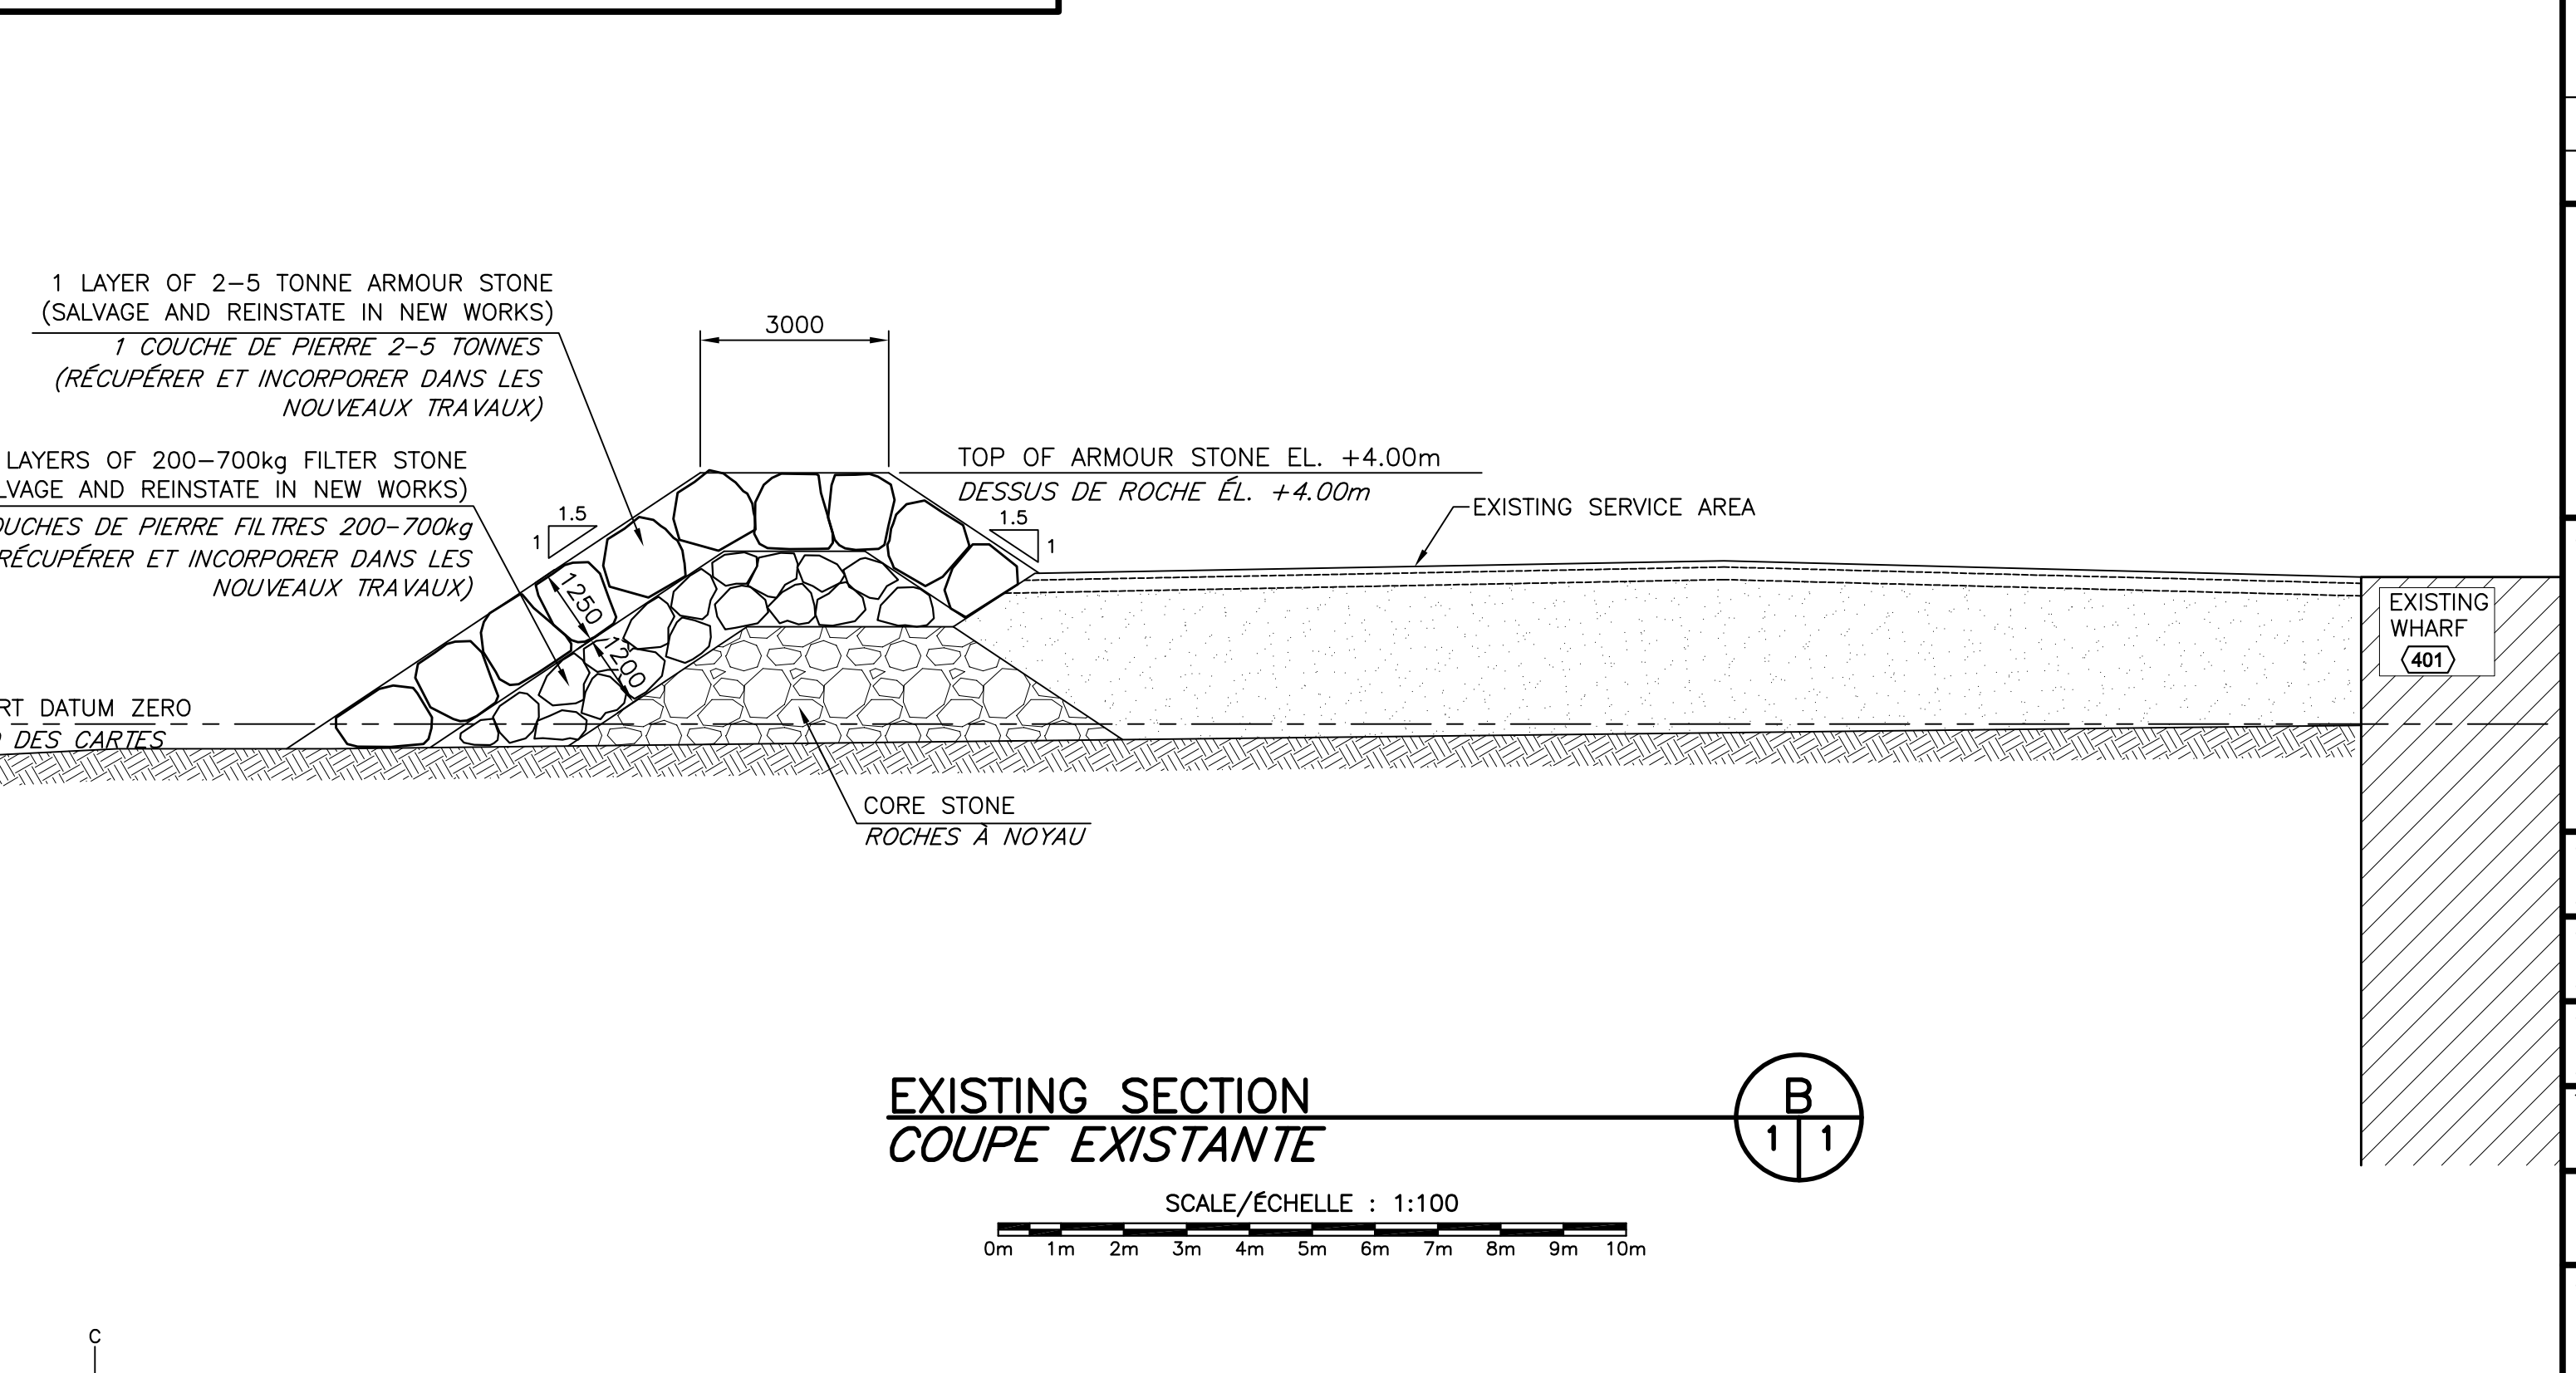 1 LAYER OF 2-5 TONNE ARMOUR STONE
(SALVAGE AND REINSTATE IN NEW WORKS)
1 COUCHE DE PIERRE 2-5 TONNES
(RÉCUPÉRER ET INCORPORER DANS LES
NOUVEAUX TRAVAUX)
LAYERS OF 200-700kg FILTER STONE
AND REINSTATE IN NEW WORKS)
DE PIERRE FILTRES 200-700kg
RÉCUPÉRER ET INCORPORER DANS LES
NOUVEAUX TRAVAUX)
3000
TOP OF ARMOUR STONE EL. +4.00m
DESSUS DE ROCHE ÉL. +4.00m
EXISTING SERVICE AREA
1.5
1
1.5
1
1250
1200
EXISTING
WHARF
401
DATUM ZERO
DES CARTES
CORE STONE
ROCHES À NOYAU
EXISTING SECTION
COUPE EXISTANTE
B
1 1
SCALE/ÉCHELLE : 1:100
0m 1m 2m 3m 4m 5m 6m 7m 8m 9m 10m
C